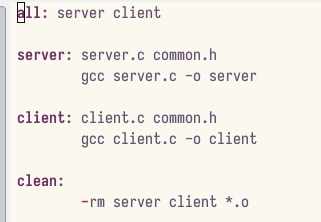 all: server client
server: server.c common.h
gcc server.c -o server
client: client.c common.h
gcc client.c -o client
clean:
-rm server client *.o